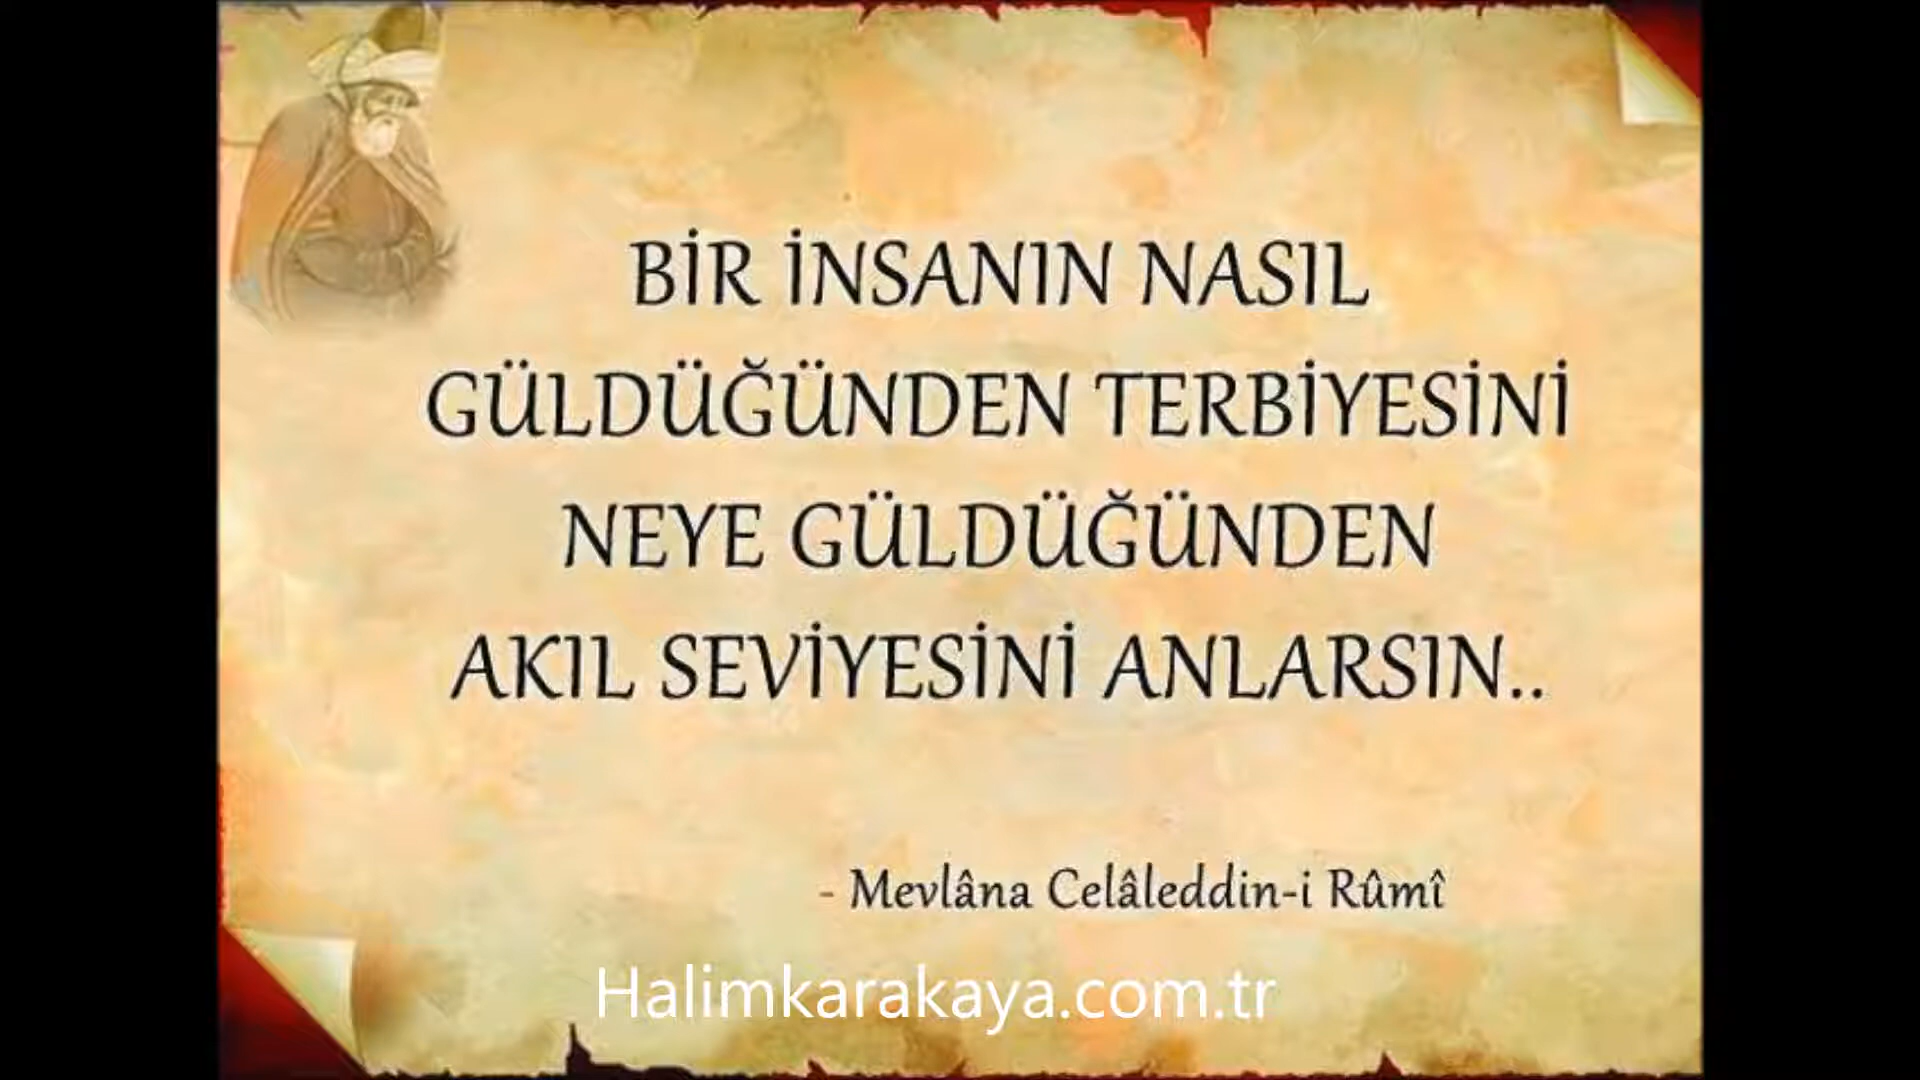 BİR İNSANIN NASIL
GÜLDÜĞÜNDEN TERBİYESİNİ
NEYE GÜLDÜĞÜNDEN
AKIL SEVİYESİNİ ANLARSIN..
- Mevlâna Celâleddin-i Rûmî
Halimkarakaya.com.tr